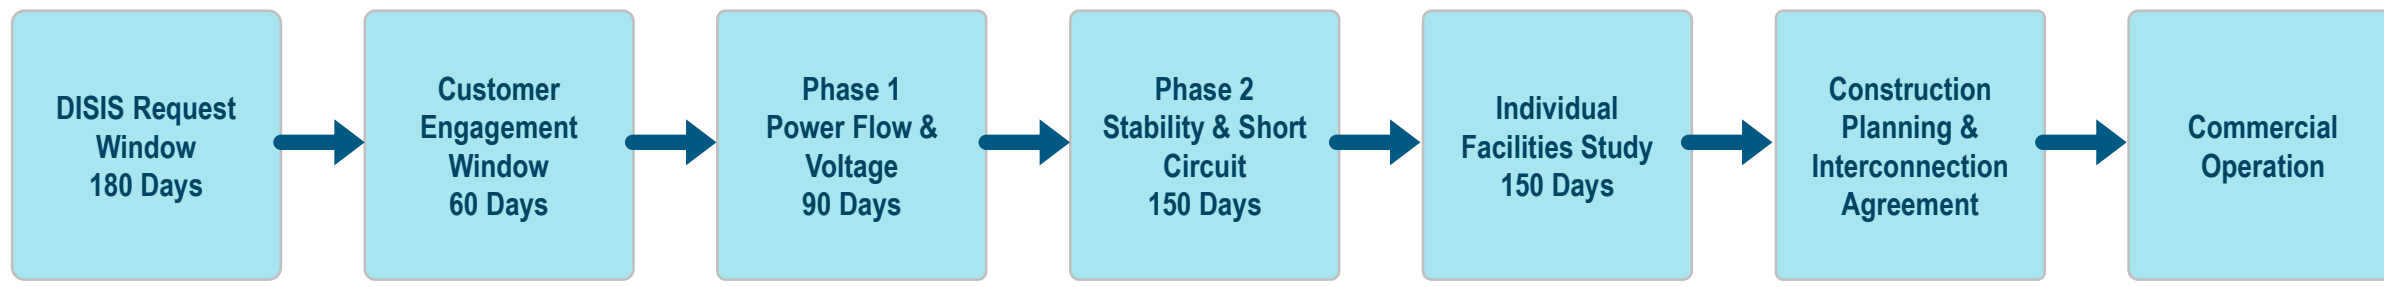 DISIS Request
Window
180 Days
Customer
Engagement
Window
60 Days
Phase 1
Power Flow &
Voltage
90 Days
Phase 2
Stability & Short
Circuit
150 Days
Individual
Facilities Study
150 Days
Construction
Planning &
Interconnection
Agreement
Commercial
Operation